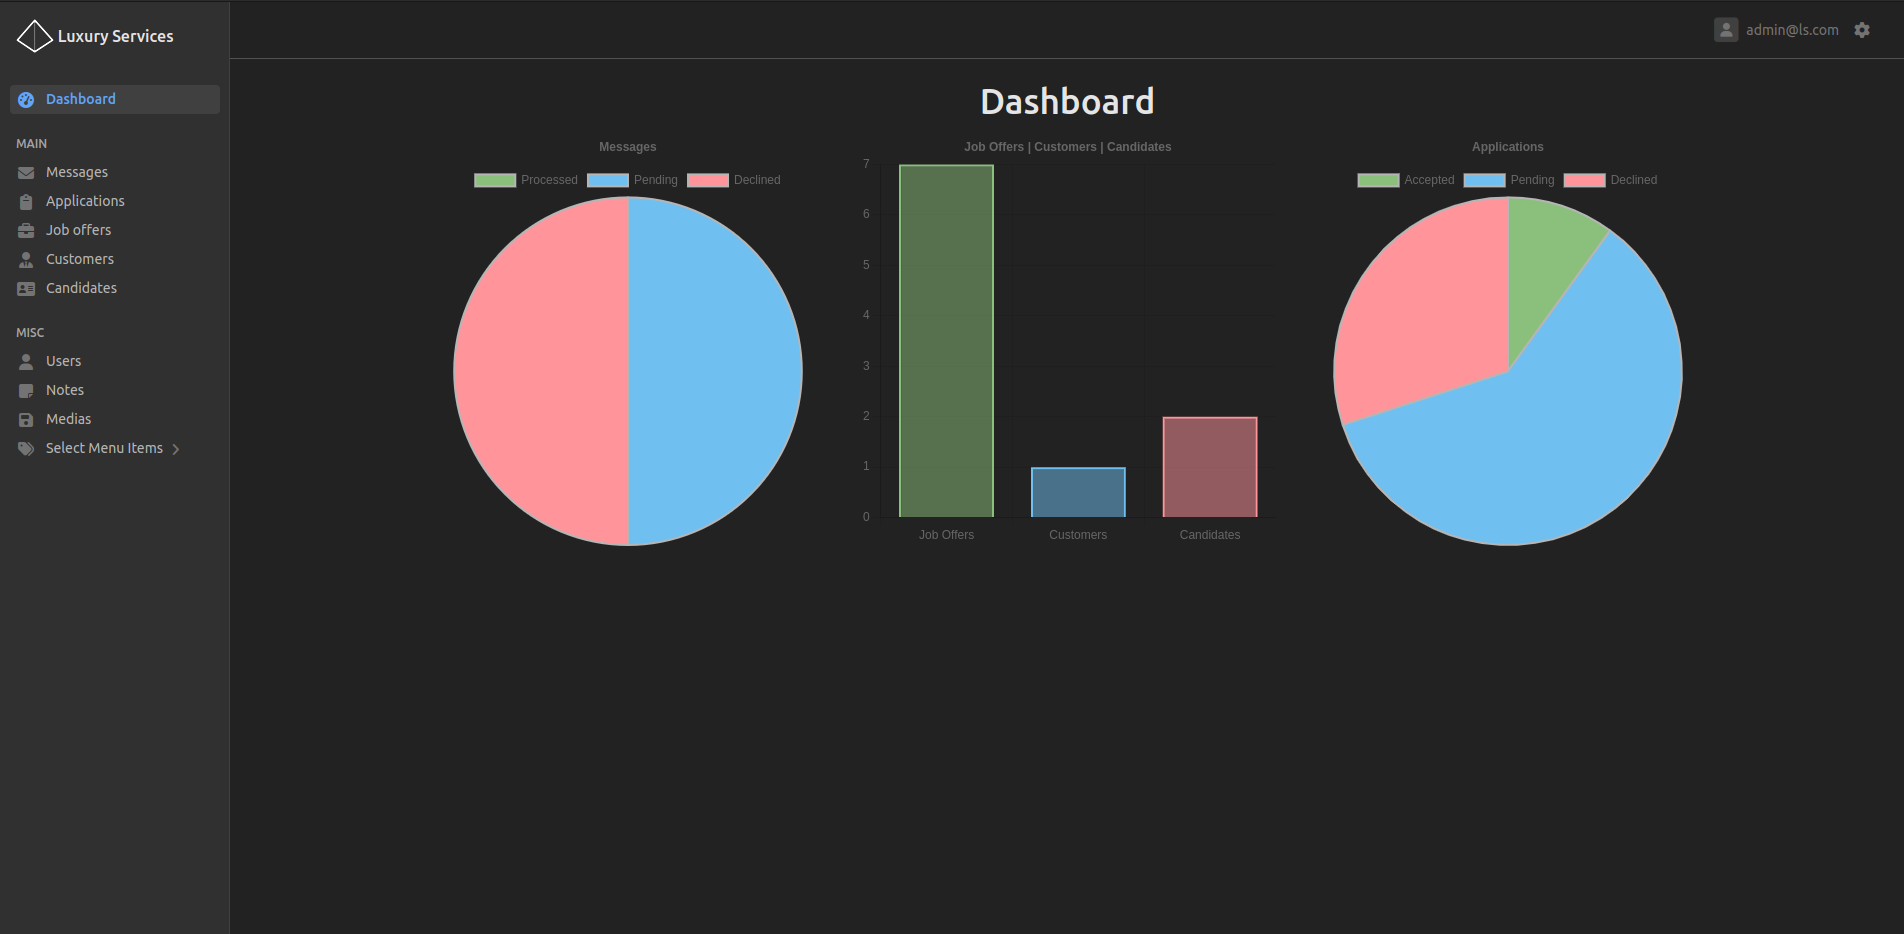 Luxury Services
admin@ls.com
Dashboard
MAIN
Messages
Applications
Job offers
Customers
Candidates
MISC
Users
Notes
Medias
Select Menu Items
Dashboard
Messages
Processed Pending Declined
Job Offers | Customers | Candidates
7
6
5
4
3
2
1
0
Job Offers Customers Candidates
Applications
Accepted Pending Declined